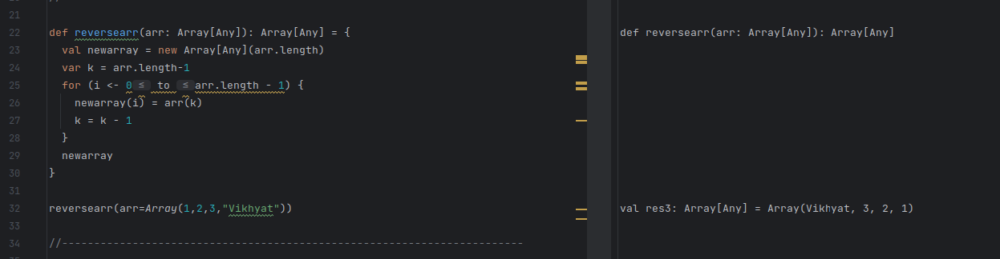 21
22 def reversearr(arr: Array[Any]): Array[Any] = {
23 val newarray = new Array[Any](arr.length)
24 var k = arr.length-1
25 for (i <- 0 ≤ to ≤ arr.length - 1) {
26 newarray(i) = arr(k)
27 k = k - 1
28 }
29 newarray
30 }
31
32 reversearr(arr=Array(1,2,3,"Vikhyat"))
33
34 //------------------------------------------------------------------------
def reversearr(arr: Array[Any]): Array[Any]
val res3: Array[Any] = Array(Vikhyat, 3, 2, 1)